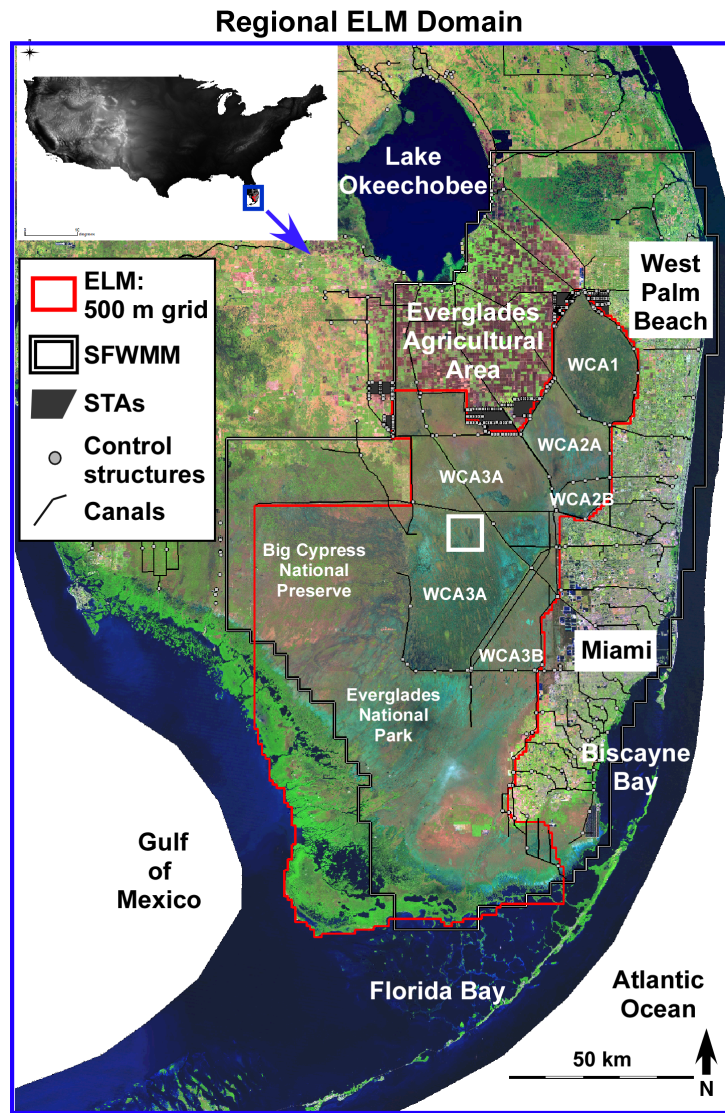 Regional ELM Domain
Lake
Okeechobee
ELM:
500 m grid
SFWMM
STAs
Control
structures
Canals
West
Palm
Beach
Everglades
Agricultural
Area
WCA1
WCA2A
WCA3A
WCA2B
Big Cypress
National
Preserve
WCA3A
WCA3B
Miami
Everglades
National
Park
Biscayne
Bay
Gulf
of
Mexico
Florida Bay
Atlantic
Ocean
50 km
N